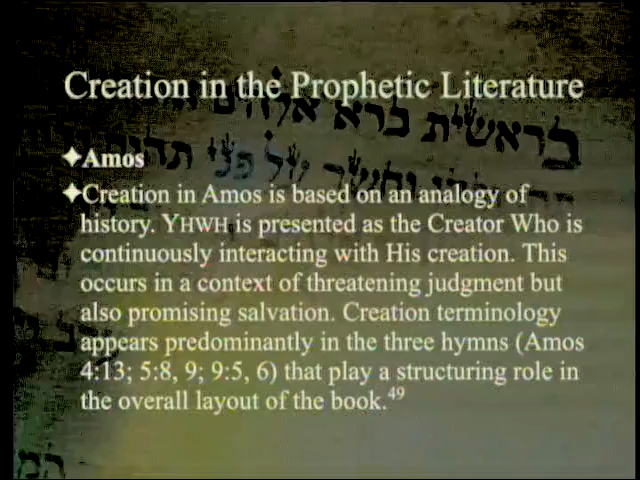 Creation in the Prophetic Literature
בראשית ברא אלהים
✦Amos
✦Creation in Amos is based on an analogy of
history. YHWH is presented as the Creator Who is
continuously interacting with His creation. This
occurs in a context of threatening judgment but
also promising salvation. Creation terminology
appears predominantly in the three hymns (Amos
4:13; 5:8, 9; 9:5, 6) that play a structuring role in
the overall layout of the book.49